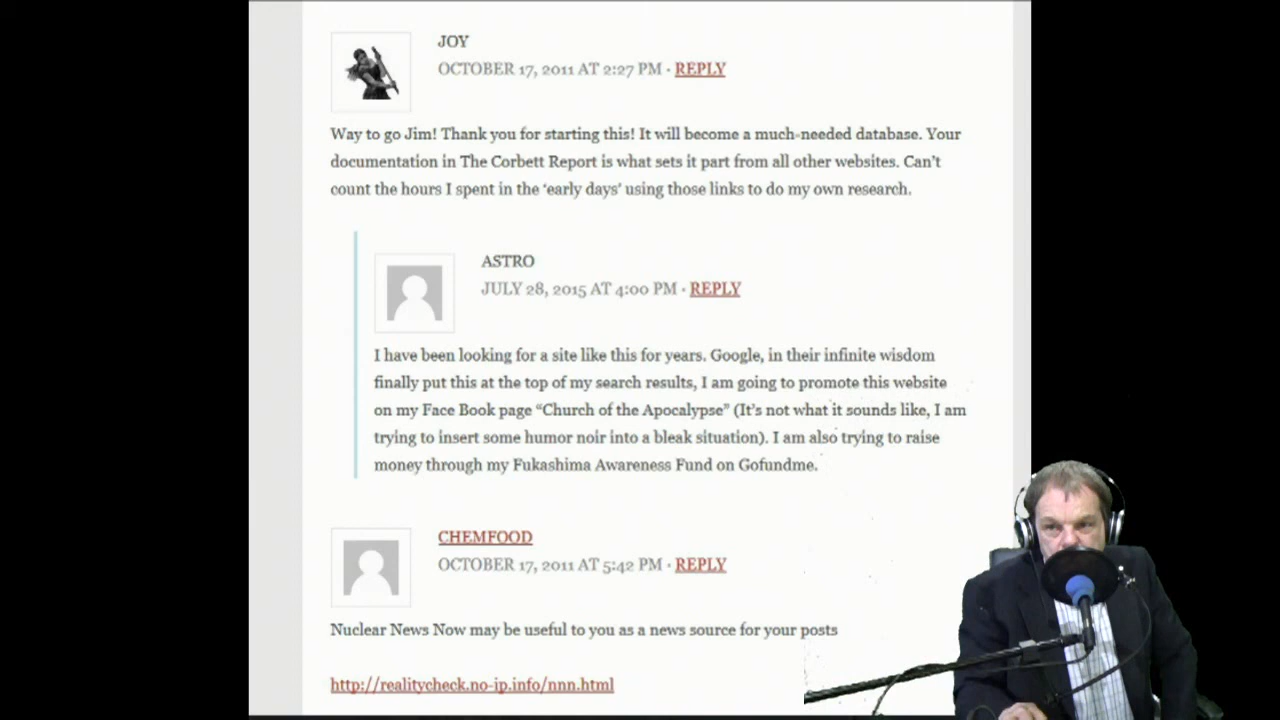 JOY
OCTOBER 17, 2011 AT 2:27 PM · REPLY
Way to go Jim! Thank you for starting this! It will become a much-needed database. Your
documentation in The Corbett Report is what sets it part from all other websites. Can't
count the hours I spent in the 'early days' using those links to do my own research.
ASTRO
JULY 28, 2015 AT 4:00 PM · REPLY
I have been looking for a site like this for years. Google, in their infinite wisdom
finally put this at the top of my search results, I am going to promote this website
on my Face Book page “Church of the Apocalypse” (It's not what it sounds like, I am
trying to insert some humor noir into a bleak situation). I am also trying to raise
money through my Fukashima Awareness Fund on Gofundme.
CHEMFOOD
OCTOBER 17, 2011 AT 5:42 PM · REPLY
Nuclear News Now may be useful to you as a news source for your posts
http://realitycheck.no-ip.info/nnn.html